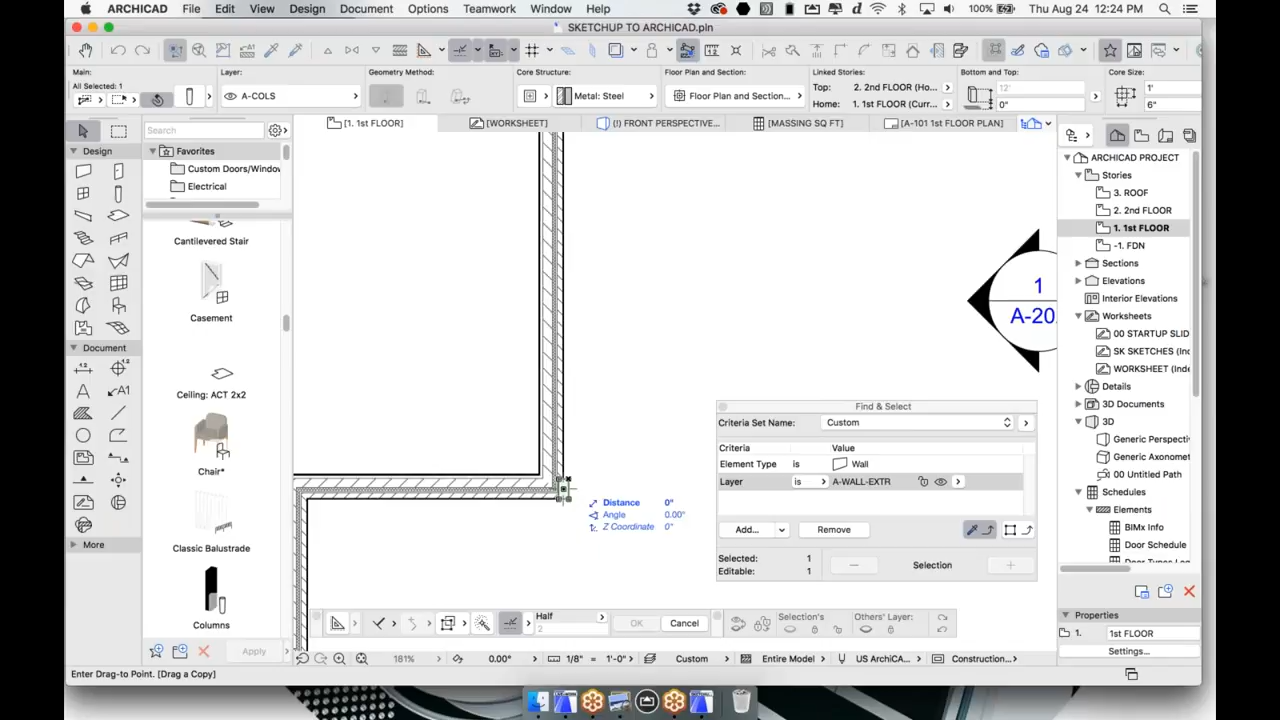 ARCHICAD File Edit View Design Document Options Teamwork Window Help 100% Thu Aug 24 12:24 PM
SKETCHUP TO ARCHICAD.pln
Main:
All Selected: 1
Layer:
A-COLS
Geometry Method:
Core Structure:
Metal: Steel
Floor Plan and Section:
Floor Plan and Section...
Linked Stories:
Top: 2. 2nd FLOOR (Ho...
Home: 1. 1st FLOOR (Curr...
Bottom and Top:
12'
0"
Core Size:
1'
6"
[1. 1st FLOOR]
[WORKSHEET]
(!) FRONT PERSPECTIVE...
[MASSING SQ FT]
[A-101 1st FLOOR PLAN]
Search
Design
Favorites
Custom Doors/Window
Electrical
Cantilevered Stair
Casement
Ceiling: ACT 2x2
Chair*
Classic Balustrade
Columns
Apply
Document
A
A1
More
1
A-20
Distance 0"
Angle 0.00°
Z Coordinate 0"
Find & Select
Criteria Set Name: Custom
Criteria Value
Element Type is Wall
Layer is A-WALL-EXTR
Add... Remove
Selected: 1
Editable: 1
Selection
Half
2
OK Cancel
Selection's
Others' Layer:
181% 0.00° 1/8" = 1'-0" Custom Entire Model US ArchiCA... Construction...
Enter Drag-to Point. [Drag a Copy]
ARCHICAD PROJECT
Stories
3. ROOF
2. 2nd FLOOR
1. 1st FLOOR
-1. FDN
Sections
Elevations
Interior Elevations
Worksheets
00 STARTUP SLID
SK SKETCHES (Ind
WORKSHEET (Inde
Details
3D Documents
3D
Generic Perspecti
Generic Axonomet
00 Untitled Path
Schedules
Elements
BIMx Info
Door Schedule
Properties
1. 1st FLOOR
Settings...